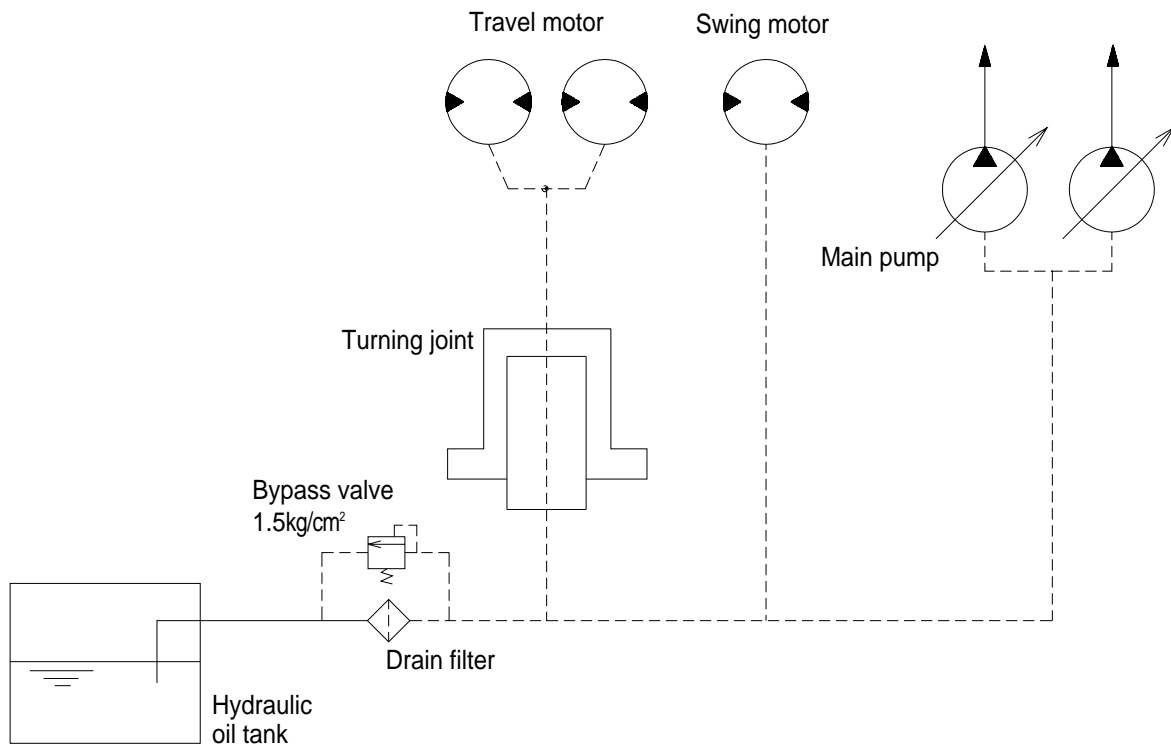 Travel motor
Swing motor
Main pump
Turning joint
Bypass valve
1.5kg/cm²
Drain filter
Hydraulic
oil tank